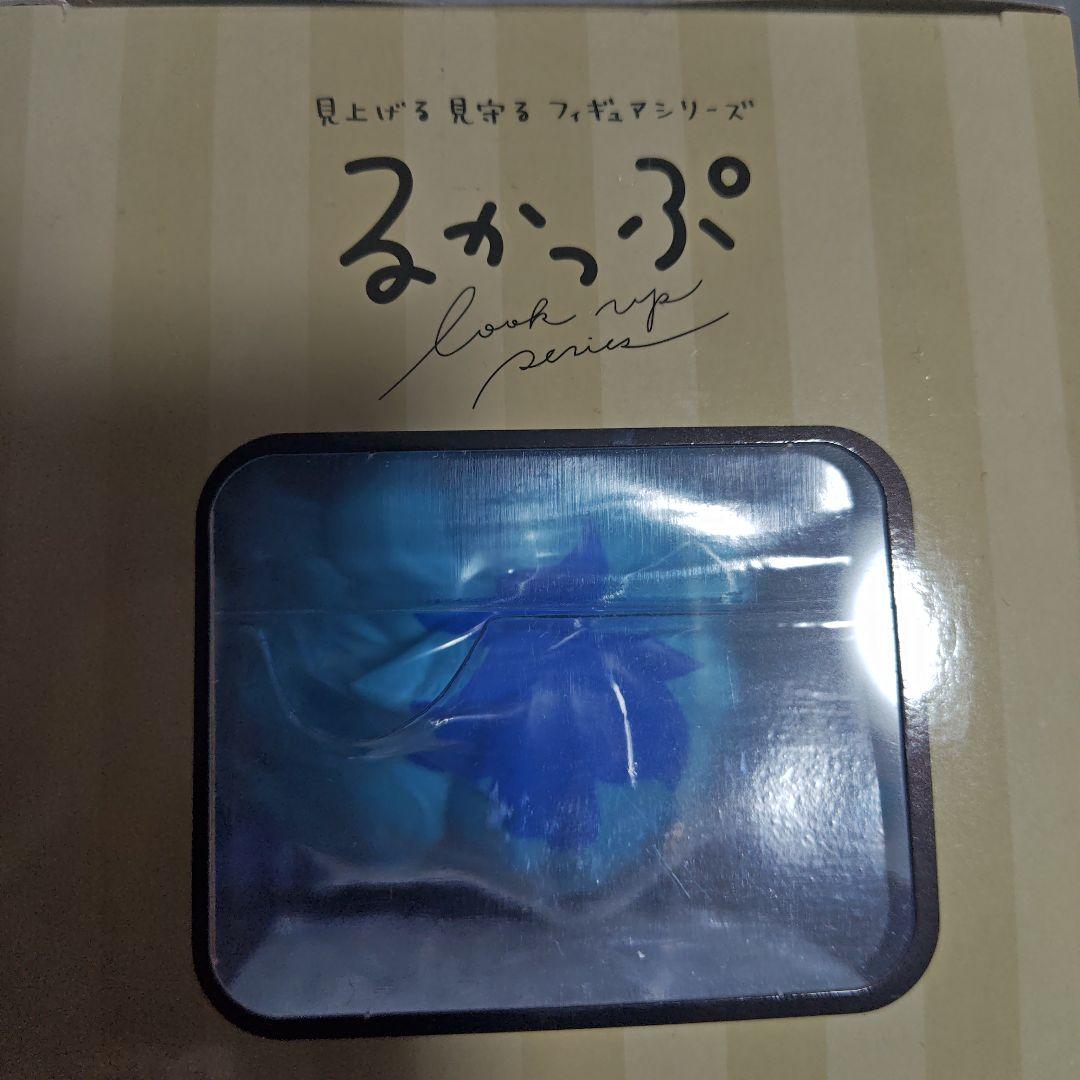 見上げる 見守る フィギュアシリーズ
るかっぷ
look up
series